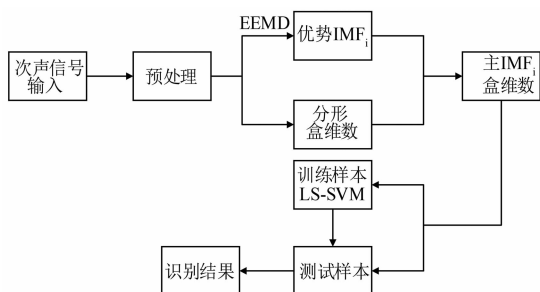 次声信号
输入
预处理
EEMD
优势IMFi
分形
盒维数
主IMFi
盒维数
训练样本
LS-SVM
测试样本
识别结果